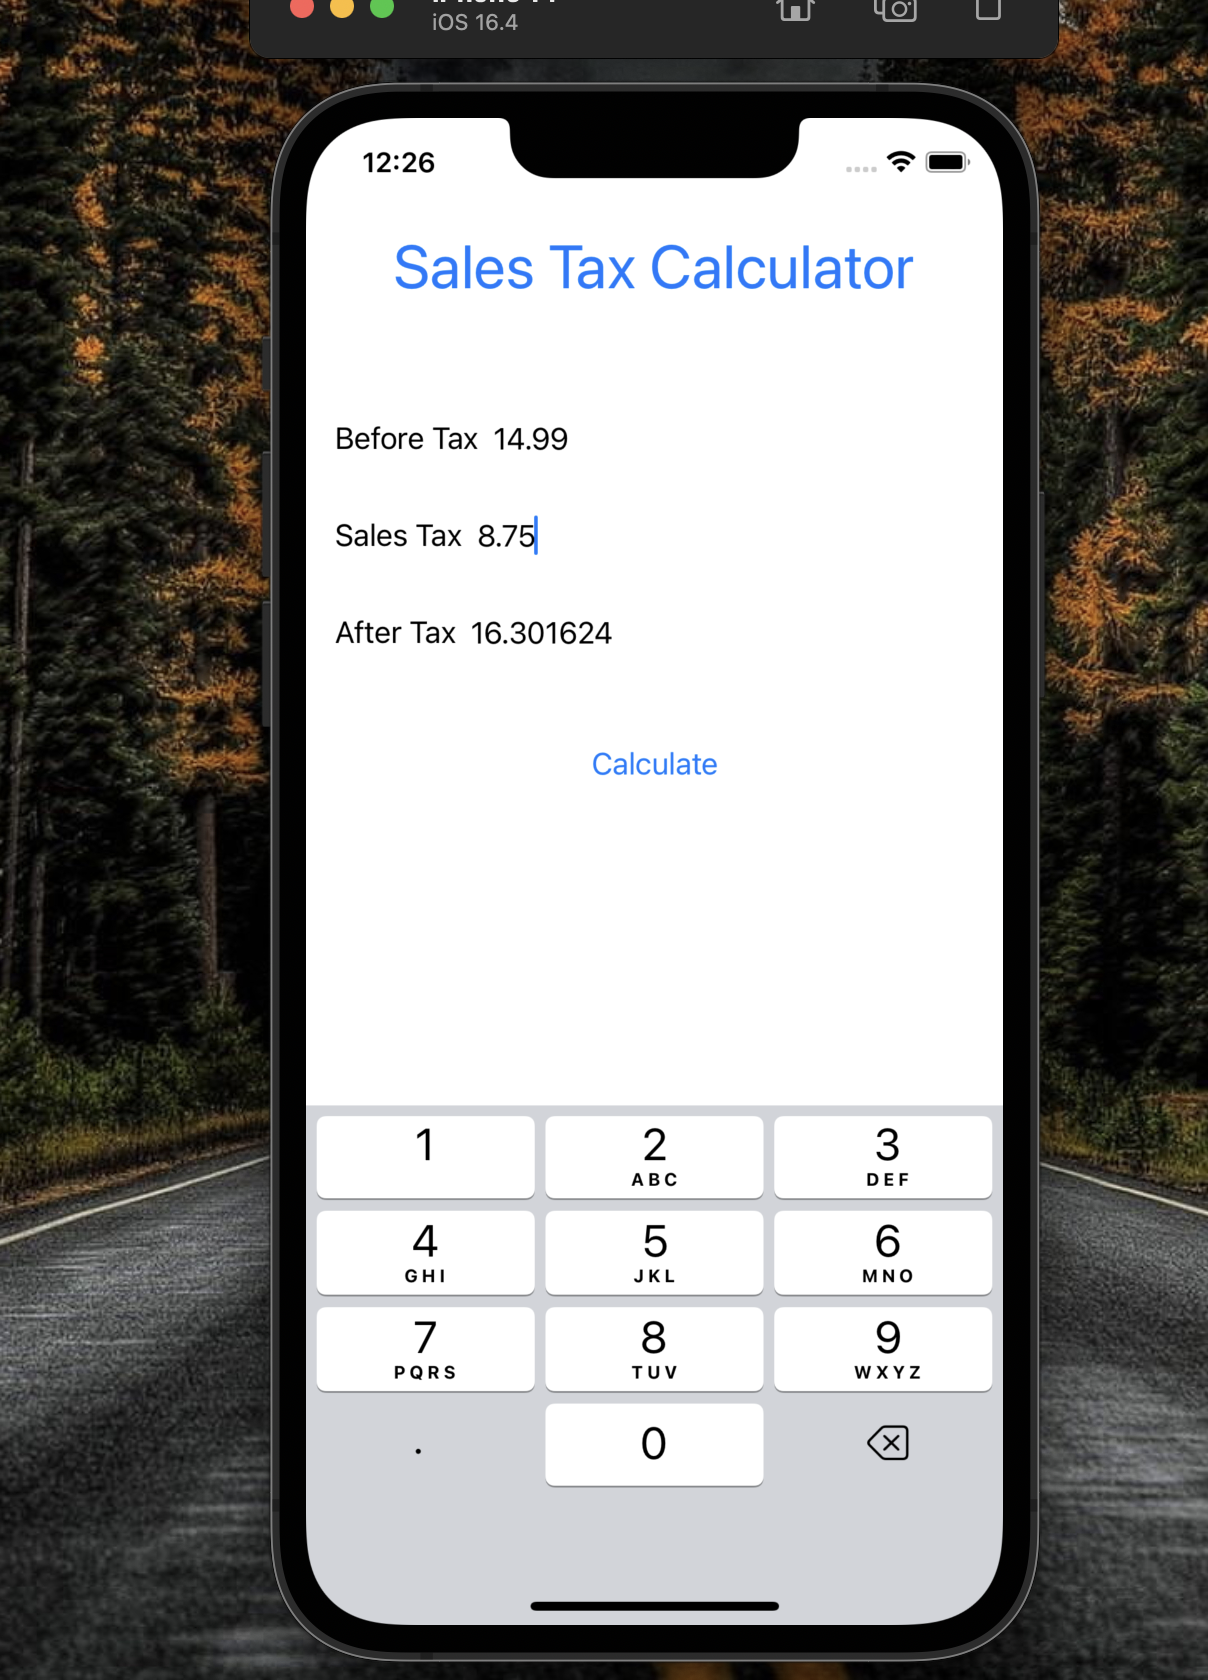 iOS 16.4
12:26
Sales Tax Calculator
Before Tax 14.99
Sales Tax 8.75
After Tax 16.301624
Calculate
1
2
ABC
3
DEF
4
GHI
5
JKL
6
MNO
7
PQRS
8
TUV
9
WXYZ
.
0